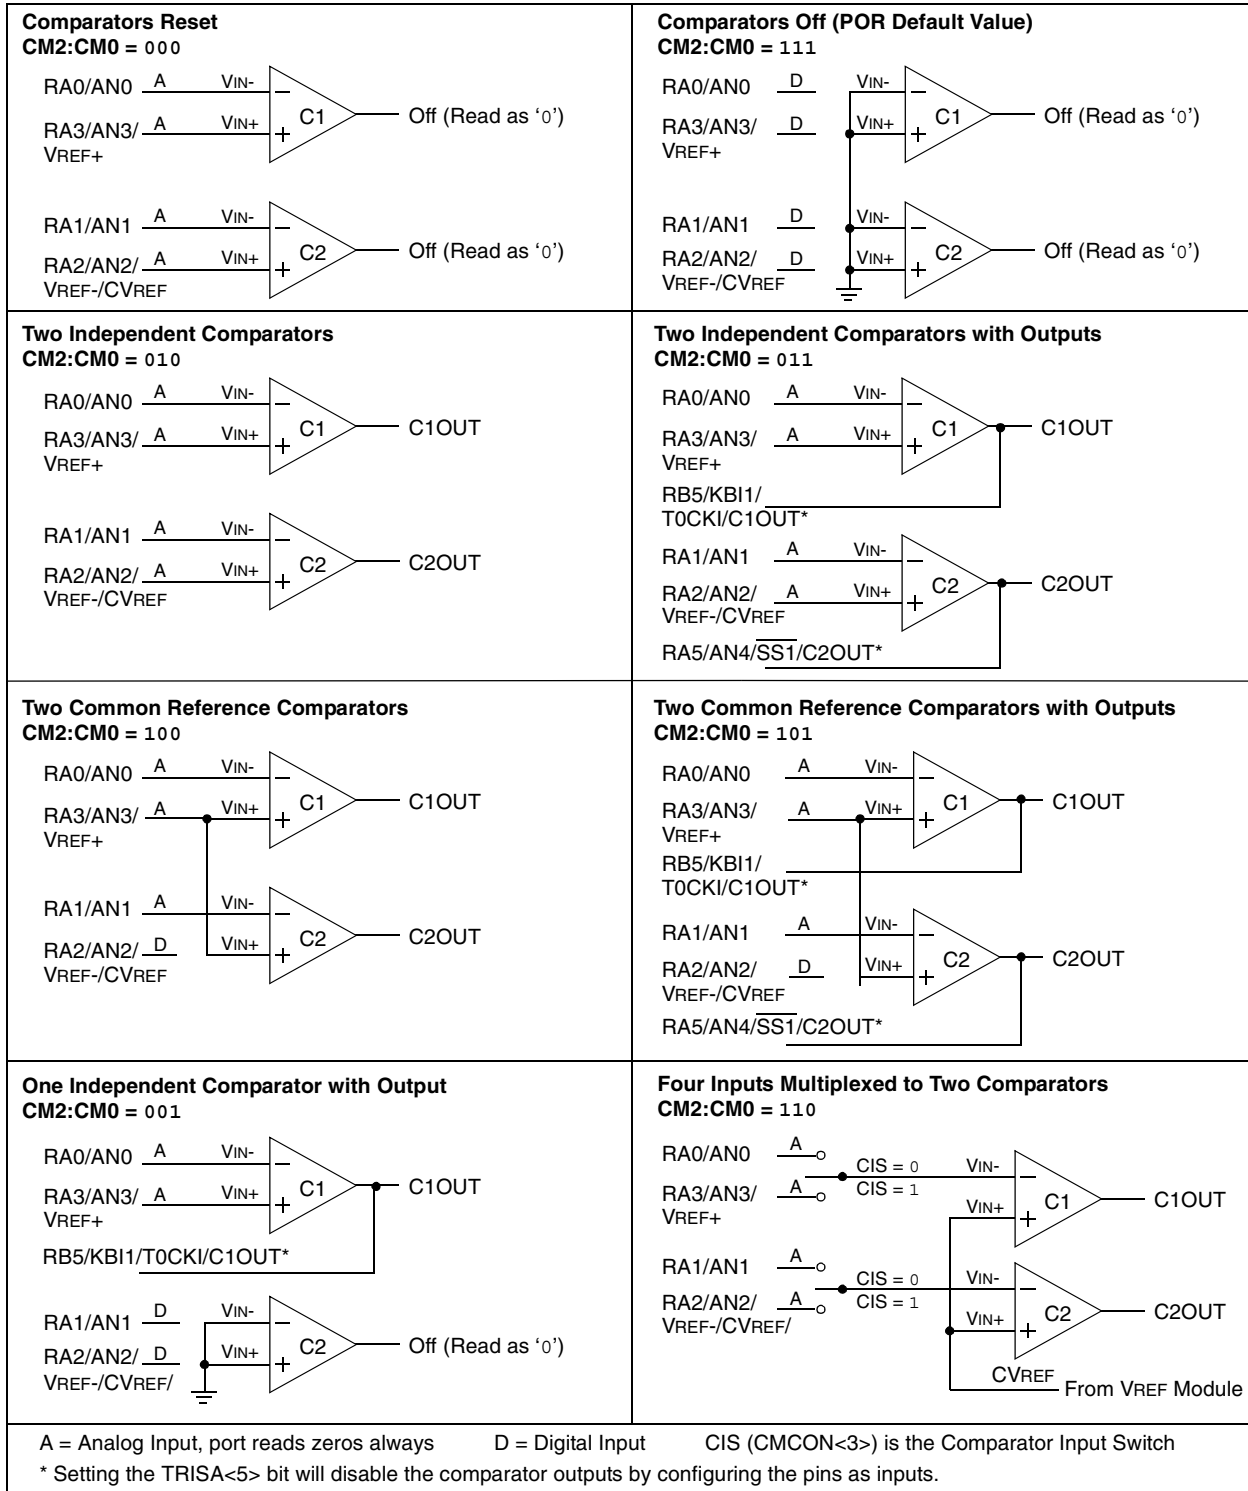 Comparators Reset
CM2:CM0 = 000
RA0/AN0 A VIN-
C1 Off (Read as ‘0’)
RA3/AN3/ A VIN+
VREF+
RA1/AN1 A VIN-
C2 Off (Read as ‘0’)
RA2/AN2/ A VIN+
VREF-/CVREF
Comparators Off (POR Default Value)
CM2:CM0 = 111
RA0/AN0 D VIN-
C1 Off (Read as ‘0’)
RA3/AN3/ D VIN+
VREF+
RA1/AN1 D VIN-
C2 Off (Read as ‘0’)
RA2/AN2/ D VIN+
VREF-/CVREF
Two Independent Comparators
CM2:CM0 = 010
RA0/AN0 A VIN-
C1 C1OUT
RA3/AN3/ A VIN+
VREF+
RA1/AN1 A VIN-
C2 C2OUT
RA2/AN2/ A VIN+
VREF-/CVREF
Two Independent Comparators with Outputs
CM2:CM0 = 011
RA0/AN0 A VIN-
C1 C1OUT
RA3/AN3/ A VIN+
VREF+
RB5/KBI1/
T0CKI/C1OUT*
RA1/AN1 A VIN-
C2 C2OUT
RA2/AN2/ A VIN+
VREF-/CVREF
RA5/AN4/SS1/C2OUT*
Two Common Reference Comparators
CM2:CM0 = 100
RA0/AN0 A VIN-
C1 C1OUT
RA3/AN3/ A VIN+
VREF+
RA1/AN1 A VIN-
C2 C2OUT
RA2/AN2/ D VIN+
VREF-/CVREF
Two Common Reference Comparators with Outputs
CM2:CM0 = 101
RA0/AN0 A VIN-
C1 C1OUT
RA3/AN3/ A VIN+
VREF+
RB5/KBI1/
T0CKI/C1OUT*
RA1/AN1 A VIN-
C2 C2OUT
RA2/AN2/ D VIN+
VREF-/CVREF
RA5/AN4/SS1/C2OUT*
One Independent Comparator with Output
CM2:CM0 = 001
RA0/AN0 A VIN-
C1 C1OUT
RA3/AN3/ A VIN+
VREF+
RB5/KBI1/T0CKI/C1OUT*
RA1/AN1 D VIN-
C2 Off (Read as ‘0’)
RA2/AN2/ D VIN+
VREF-/CVREF/
Four Inputs Multiplexed to Two Comparators
CM2:CM0 = 110
RA0/AN0 A
CIS = 0 VIN-
RA3/AN3/ A CIS = 1
C1 C1OUT
VREF+ VIN+
RA1/AN1 A
CIS = 0 VIN-
RA2/AN2/ A CIS = 1
C2 C2OUT
VREF-/CVREF/ VIN+
CVREF
From VREF Module
A = Analog Input, port reads zeros always D = Digital Input CIS (CMCON<3>) is the Comparator Input Switch
* Setting the TRISA<5> bit will disable the comparator outputs by configuring the pins as inputs.